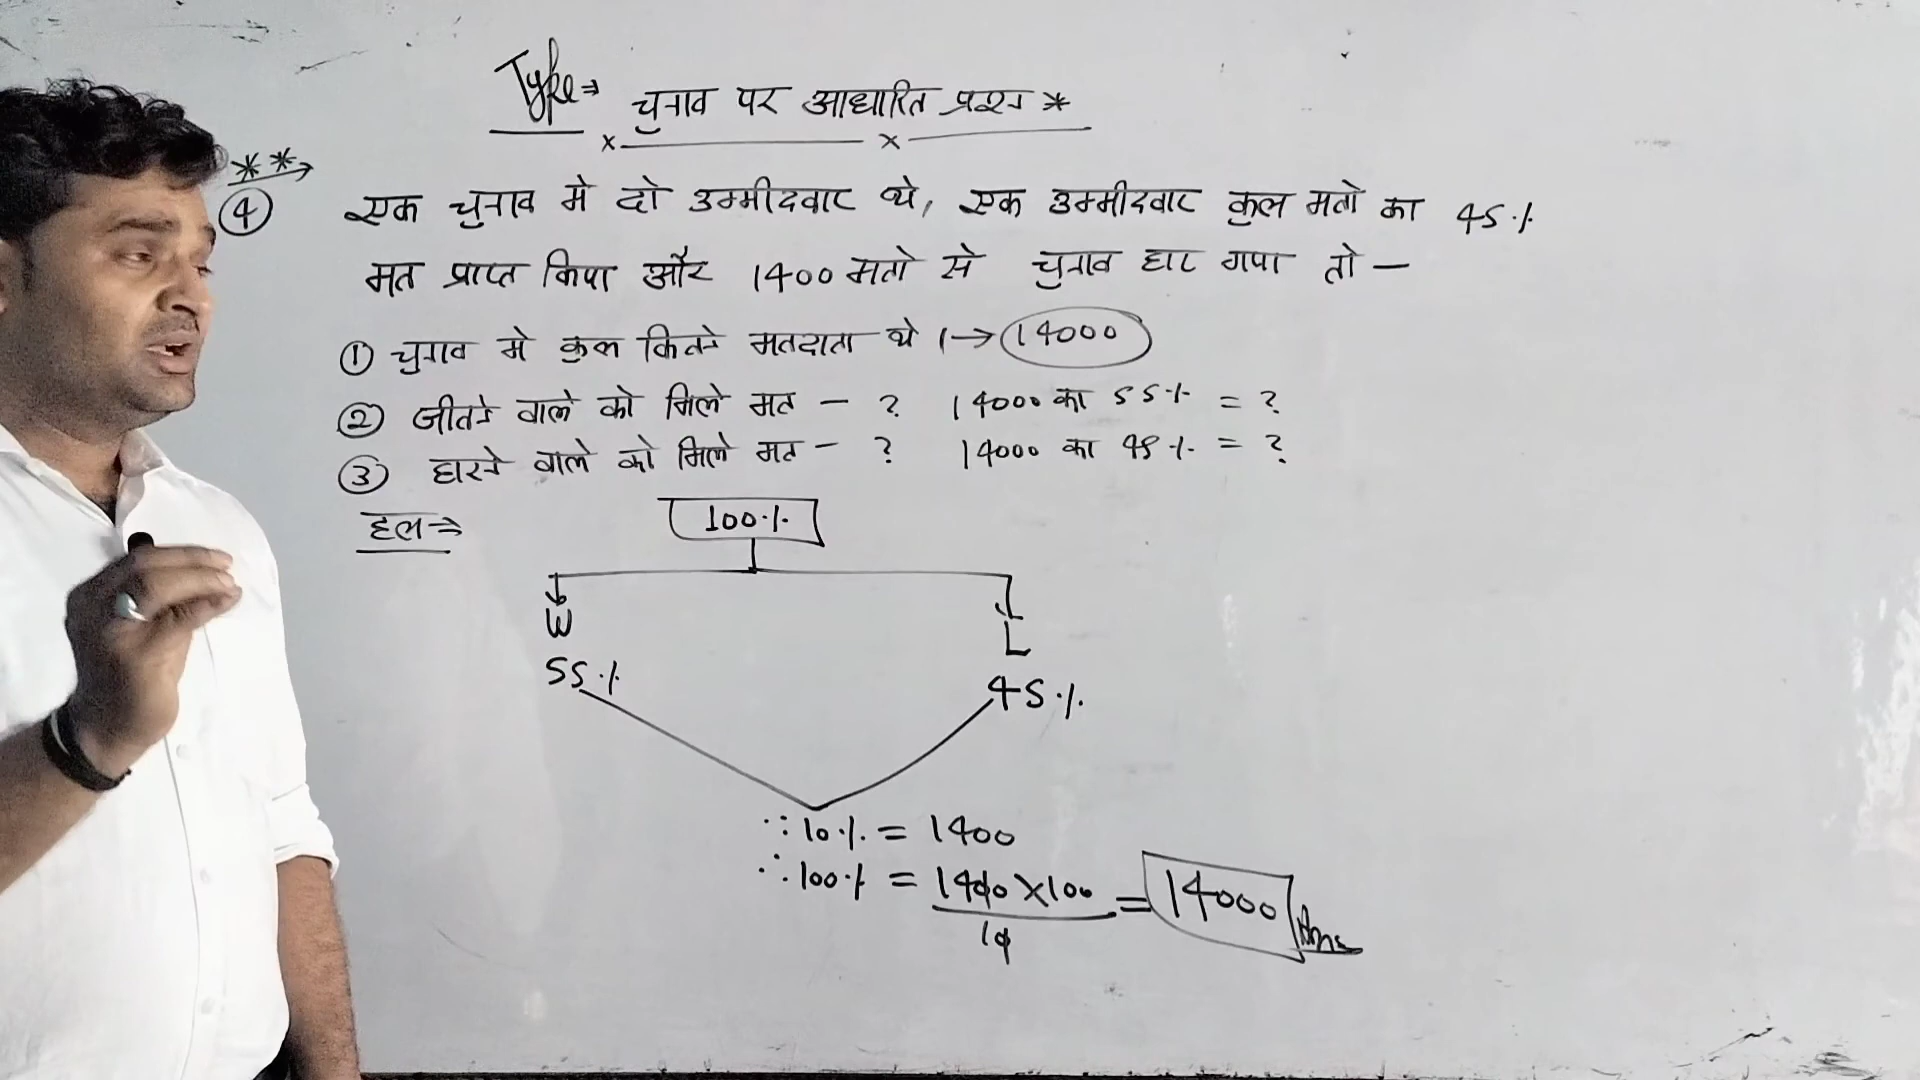 Type⇒ चुनाव पर आधारित प्रश्न *
**→
④ एक चुनाव मे दो उम्मीदवार थे, एक उम्मीदवार कुल मतो का 45%
मत प्राप्त किया और 1400 मतो से चुनाव हार गया तो —
① चुनाव मे कुल कितने मतदाता थे । → 14000
② जीतने वाले को मिले मत - ? 14000 का 55% = ?
③ हारने वाले को मिले मत - ? 14000 का 45% = ?
हल⇒ 100%
W L
55% 45%
∵ 10% = 1400
∴ 100% = 1400 × 100 / 10 = 14000 Ans